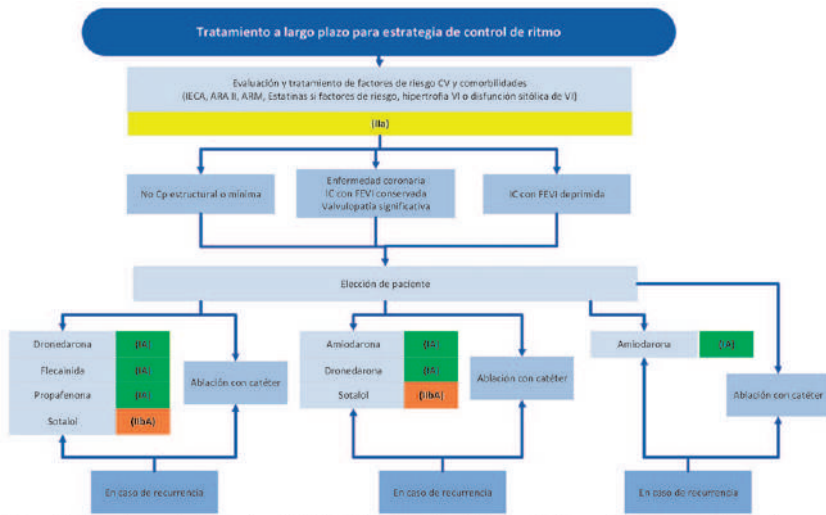 Tratamiento a largo plazo para estrategia de control de ritmo
Evaluación y tratamiento de factores de riesgo CV y comorbilidades
(IECA, ARA II, ARM, Estatinas si factores de riesgo, hipertrofia VI o disfunción sitólica de VI)
(IIa)
No Cp estructural o mínima
Enfermedad coronaria
IC con FEVI conservada
Valvulopatía significativa
IC con FEVI deprimida
Elección de paciente
Dronedarona (IA)
Flecainida (IA)
Propafenona (IA)
Sotalol (IIbA)
Ablación con catéter
En caso de recurrencia
Amiodarona (IA)
Dronedarona (IA)
Sotalol (IIbA)
Ablación con catéter
En caso de recurrencia
Amiodarona (IA)
Ablación con catéter
En caso de recurrencia